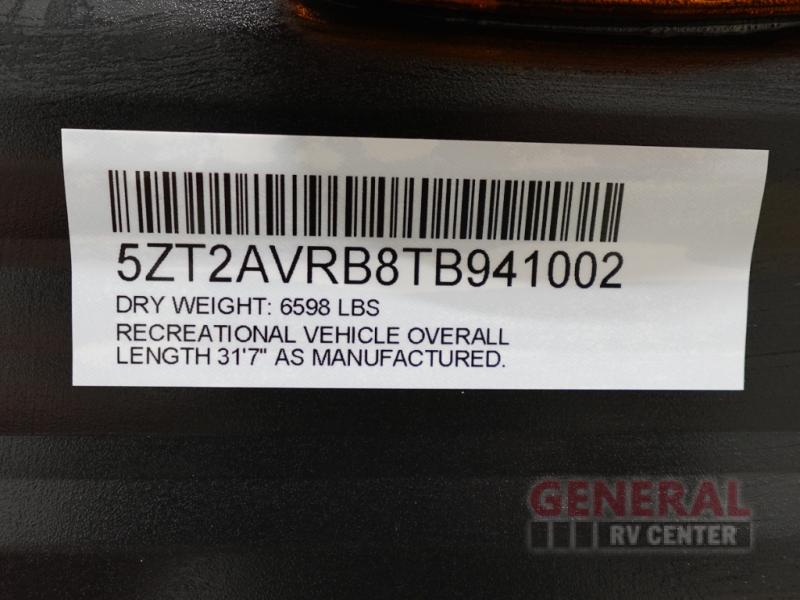 5ZT2AVRB8TB941002
DRY WEIGHT: 6598 LBS
RECREATIONAL VEHICLE OVERALL
LENGTH 31'7" AS MANUFACTURED.
GENERAL
RV CENTER